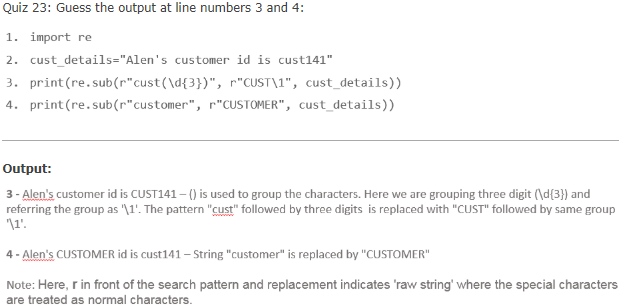 Quiz 23: Guess the output at line numbers 3 and 4:
1. import re
2. cust_details="Alen's customer id is cust141"
3. print(re.sub(r"cust(\d{3})", r"CUST\1", cust_details))
4. print(re.sub(r"customer", r"CUSTOMER", cust_details))
Output:
3 - Alen's customer id is CUST141 – () is used to group the characters. Here we are grouping three digit (\d{3}) and
referring the group as '\1'. The pattern "cust" followed by three digits is replaced with "CUST" followed by same group
'\1'.
4 - Alen's CUSTOMER id is cust141 – String "customer" is replaced by "CUSTOMER"
Note: Here, r in front of the search pattern and replacement indicates 'raw string' where the special characters
are treated as normal characters.